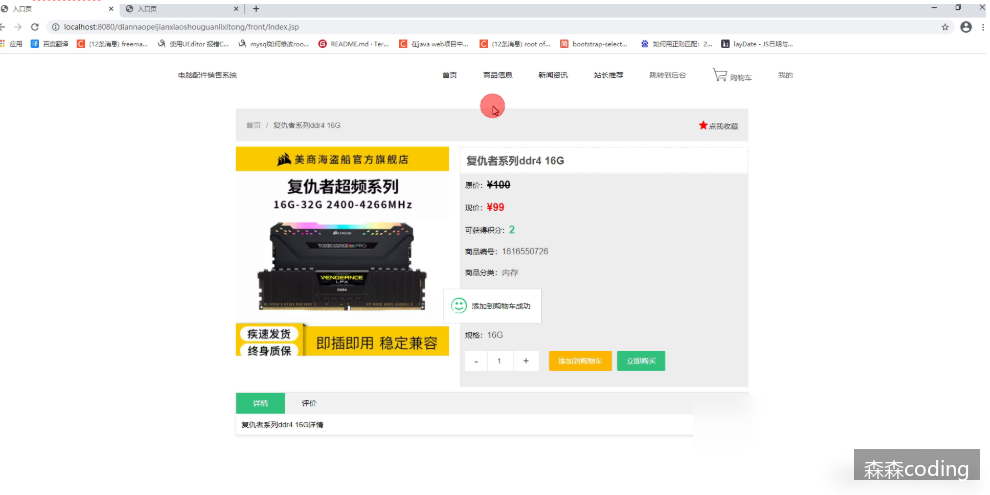 入口页
入口页
localhost:8080/diannaopeijianxiaoshouguanlixitong/front/index.jsp
应用 百度翻译 (12条消息) freema... 使用UEditor 报错C... mysql如何修改roo... README.md · Ter... 在java web项目中... (12条消息) root of... bootstrap-select... 如何用正则匹配：2... layDate - JS日期与...
电脑配件销售系统 首页 商品信息 新闻资讯 站长推荐 跳转到后台 购物车 我的
首页 / 复仇者系列ddr4 16G
点我收藏
美商海盗船官方旗舰店
复仇者超频系列
16G-32G 2400-4266MHz
VENGEANCE
LPX
DDR4
疾速发货
终身质保
即插即用 稳定兼容
复仇者系列ddr4 16G
原价：¥100
现价：¥99
可获得积分：2
商品编号：1616550726
商品分类：内存
添加到购物车成功
规格：16G
- 1 + 添加到购物车 立即购买
详情 评价
复仇者系列ddr4 16G详情
森森coding